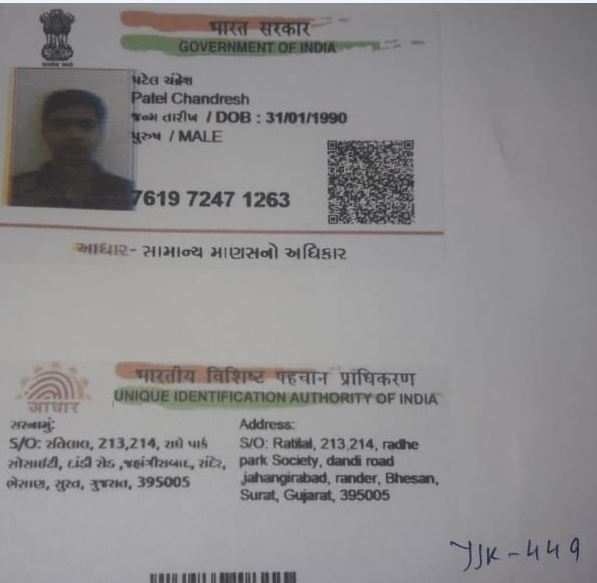 भारत सरकार
GOVERNMENT OF INDIA
પટેલ ચંદ્રેશ
Patel Chandresh
જન્મ તારીખ / DOB : 31/01/1990
પુરુષ / MALE
7619 7247 1263
આધાર- સામાન્ય માણસનો અધિકાર
भारतीय विशिष्ट पहचान प्राधिकरण
UNIQUE IDENTIFICATION AUTHORITY OF INDIA
આધાર
સરનામું:
S/O: રતિલાલ, 213,214, રાધે પાર્ક
સોસાઈટી, દાંડી રોડ ,જહાંગીરાબાદ, રાંદેર,
ભેસાણ, સુરત, ગુજરાત, 395005
Address:
S/O: Ratilal, 213,214, radhe
park Society, dandi road
jahangirabad, rander, Bhesan,
Surat, Gujarat, 395005
YJK-449